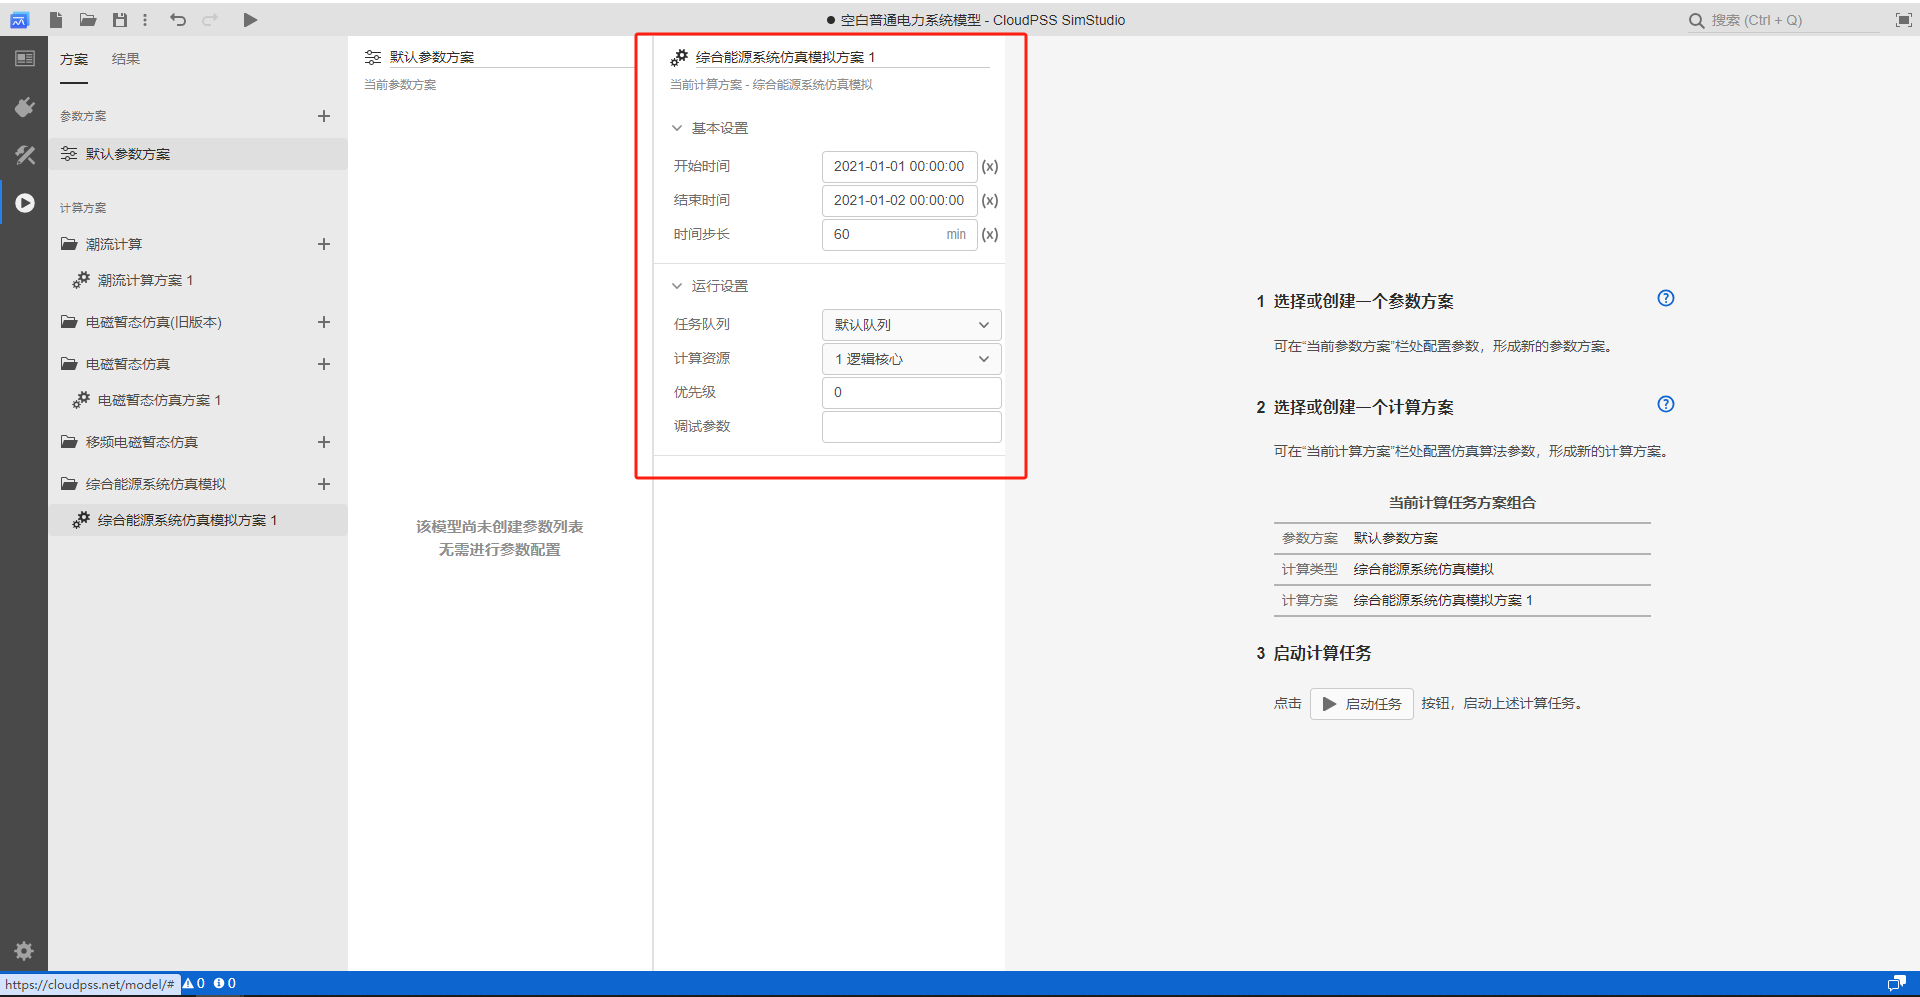 ● 空白普通电力系统模型 - CloudPSS SimStudio
搜索 (Ctrl + Q)
方案 结果
参数方案
默认参数方案
计算方案
潮流计算
潮流计算方案 1
电磁暂态仿真(旧版本)
电磁暂态仿真
电磁暂态仿真方案 1
移频电磁暂态仿真
综合能源系统仿真模拟
综合能源系统仿真模拟方案 1
默认参数方案
当前参数方案
该模型尚未创建参数列表
无需进行参数配置
综合能源系统仿真模拟方案 1
当前计算方案 - 综合能源系统仿真模拟
基本设置
开始时间 2021-01-01 00:00:00 (x)
结束时间 2021-01-02 00:00:00 (x)
时间步长 60 min (x)
运行设置
任务队列 默认队列
计算资源 1 逻辑核心
优先级 0
调试参数
1 选择或创建一个参数方案
可在“当前参数方案”栏处配置参数，形成新的参数方案。
2 选择或创建一个计算方案
可在“当前计算方案”栏处配置仿真算法参数，形成新的计算方案。
当前计算任务方案组合
参数方案 默认参数方案
计算类型 综合能源系统仿真模拟
计算方案 综合能源系统仿真模拟方案 1
3 启动计算任务
点击 启动任务 按钮，启动上述计算任务。
https://cloudpss.net/model/# 0 0